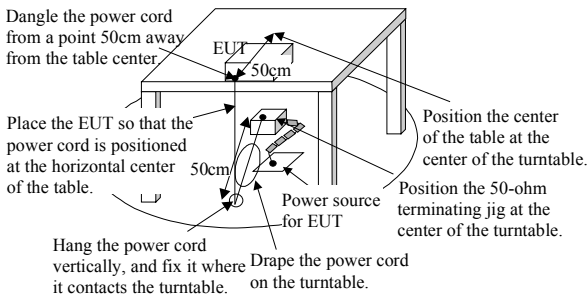 Dangle the power cord
from a point 50cm away
from the table center
EUT
50cm
Place the EUT so that the
power cord is positioned
at the horizontal center
of the table.
50cm
Position the center
of the table at the
center of the turntable.
Power source
for EUT
Position the 50-ohm
terminating jig at the
center of the turntable.
Hang the power cord
vertically, and fix it where
it contacts the turntable.
Drape the power cord
on the turntable.